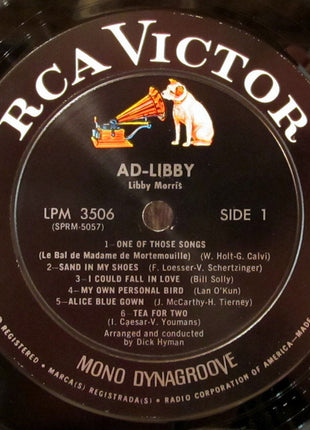 RCA VICTOR
AD-LIBBY
Libby Morris
LPM 3506
SIDE 1
(SPRM-5057)
1—ONE OF THOSE SONGS
(Le Bal de Madame de Mortemouille) (W. Holt-G. Calvi)
2—SAND IN MY SHOES (F. Loesser-V. Schertzinger)
3—I COULD FALL IN LOVE (Bill Solly)
4—MY OWN PERSONAL BIRD (Lan O'Kun)
5—ALICE BLUE GOWN (J. McCarthy-H. Tierney)
6—TEA FOR TWO
(I. Caesar-V. Youmans)
Arranged and conducted
by Dick Hyman
MONO DYNAGROOVE
REGISTERED • MARCA(S) REGISTRADA(S) • RADIO CORPORATION OF AMERICA—MADE